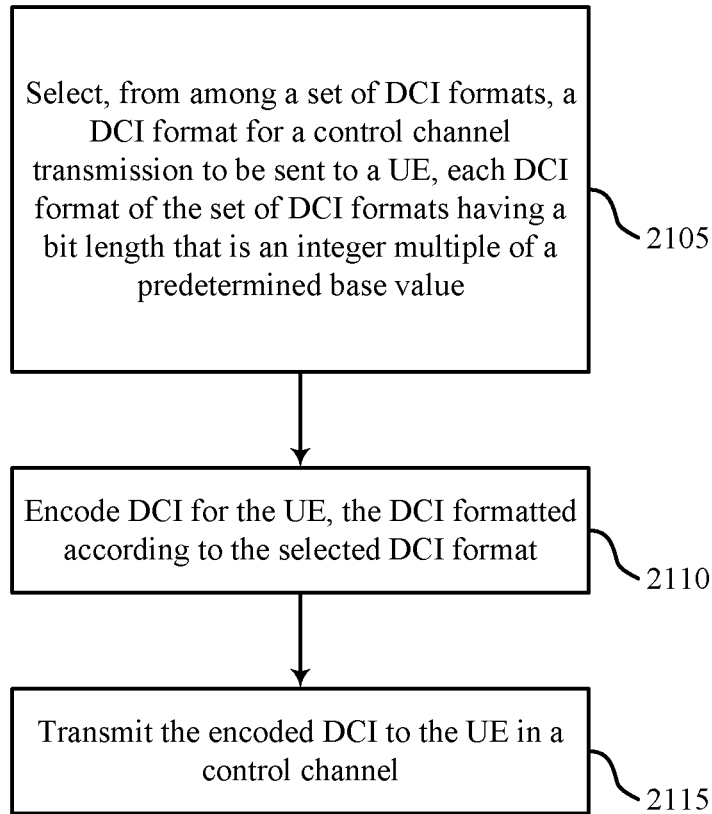 Select, from among a set of DCI formats, a
DCI format for a control channel
transmission to be sent to a UE, each DCI
format of the set of DCI formats having a
bit length that is an integer multiple of a
predetermined base value
2105
Encode DCI for the UE, the DCI formatted
according to the selected DCI format
2110
Transmit the encoded DCI to the UE in a
control channel
2115